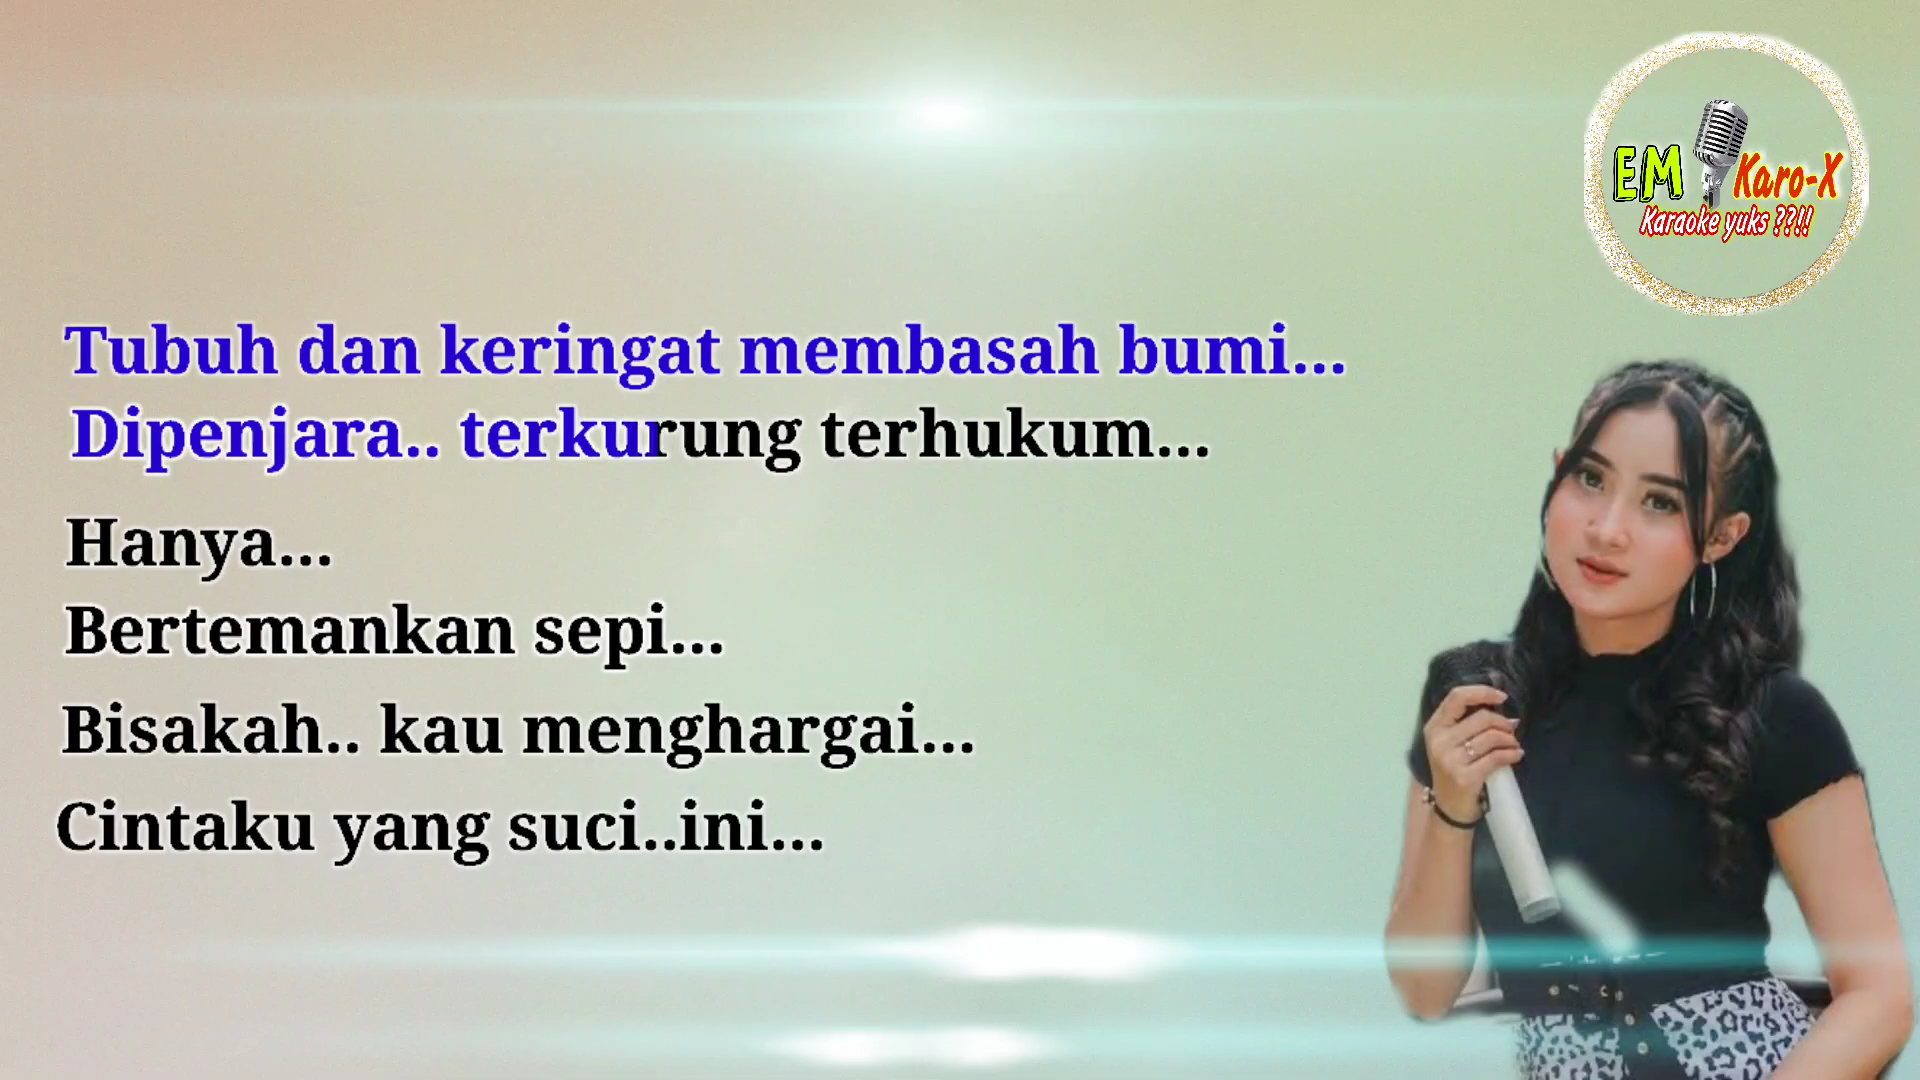 EM Karo-X
Karaoke yuks ??!!
Tubuh dan keringat membasah bumi...
Dipenjara.. terkurung terhukum...
Hanya...
Bertemankan sepi...
Bisakah.. kau menghargai...
Cintaku yang suci..ini...